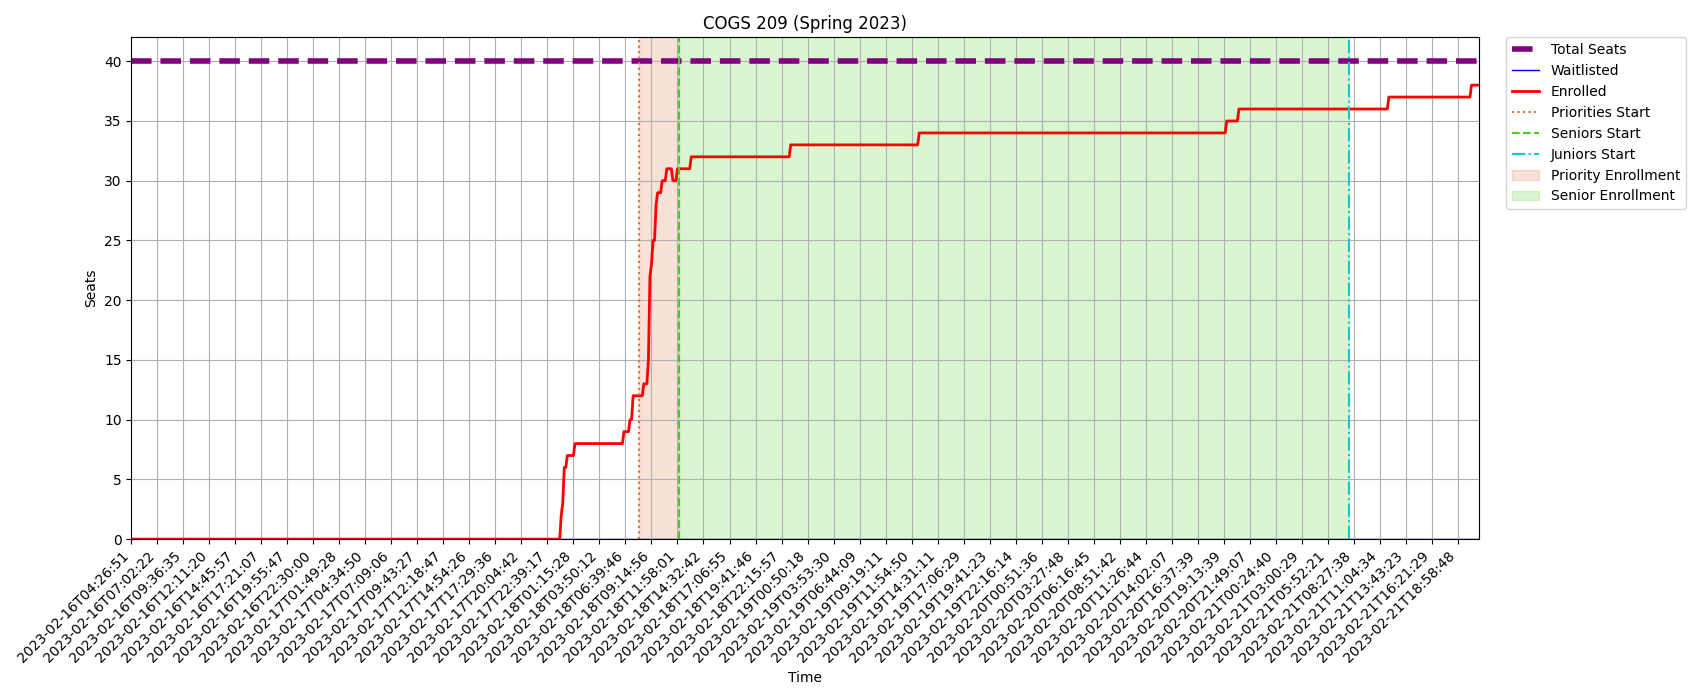 COGS 209 (Spring 2023)
Total Seats
Waitlisted
Enrolled
Priorities Start
Seniors Start
Juniors Start
Priority Enrollment
Senior Enrollment
Seats
40
35
30
25
20
15
10
5
0
2023-02-16T04:26:51
2023-02-16T07:02:22
2023-02-16T09:36:35
2023-02-16T12:11:20
2023-02-16T14:45:57
2023-02-16T17:21:07
2023-02-16T19:55:47
2023-02-16T22:30:00
2023-02-17T01:49:28
2023-02-17T04:34:50
2023-02-17T07:09:06
2023-02-17T09:43:27
2023-02-17T12:18:47
2023-02-17T14:54:26
2023-02-17T17:29:36
2023-02-17T20:04:42
2023-02-17T22:39:17
2023-02-18T01:15:28
2023-02-18T03:50:12
2023-02-18T06:39:46
2023-02-18T09:14:56
2023-02-18T11:58:01
2023-02-18T14:32:42
2023-02-18T17:06:55
2023-02-18T19:41:46
2023-02-18T22:15:57
2023-02-19T00:50:18
2023-02-19T03:53:30
2023-02-19T06:44:09
2023-02-19T09:19:11
2023-02-19T11:54:50
2023-02-19T14:31:11
2023-02-19T17:06:29
2023-02-19T19:41:23
2023-02-19T22:16:14
2023-02-20T00:51:36
2023-02-20T03:27:48
2023-02-20T06:16:45
2023-02-20T08:51:42
2023-02-20T11:26:44
2023-02-20T14:02:07
2023-02-20T16:37:39
2023-02-20T19:13:39
2023-02-20T21:49:07
2023-02-21T00:24:40
2023-02-21T03:00:29
2023-02-21T05:52:21
2023-02-21T08:27:38
2023-02-21T11:04:34
2023-02-21T13:43:23
2023-02-21T16:21:29
2023-02-21T18:58:48
Time